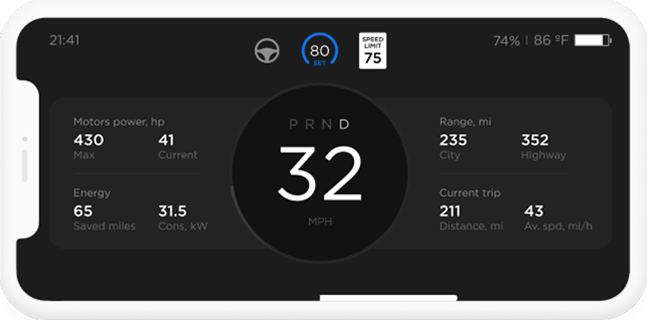 21:41
80
SET
SPEED
LIMIT
75
74% | 86 ºF
Motors power, hp
430 41
Max Current
Energy
65 31.5
Saved miles Cons, kW
P R N D
32
MPH
Range, mi
235 352
City Highway
Current trip
211 43
Distance, mi Av. spd, mi/h